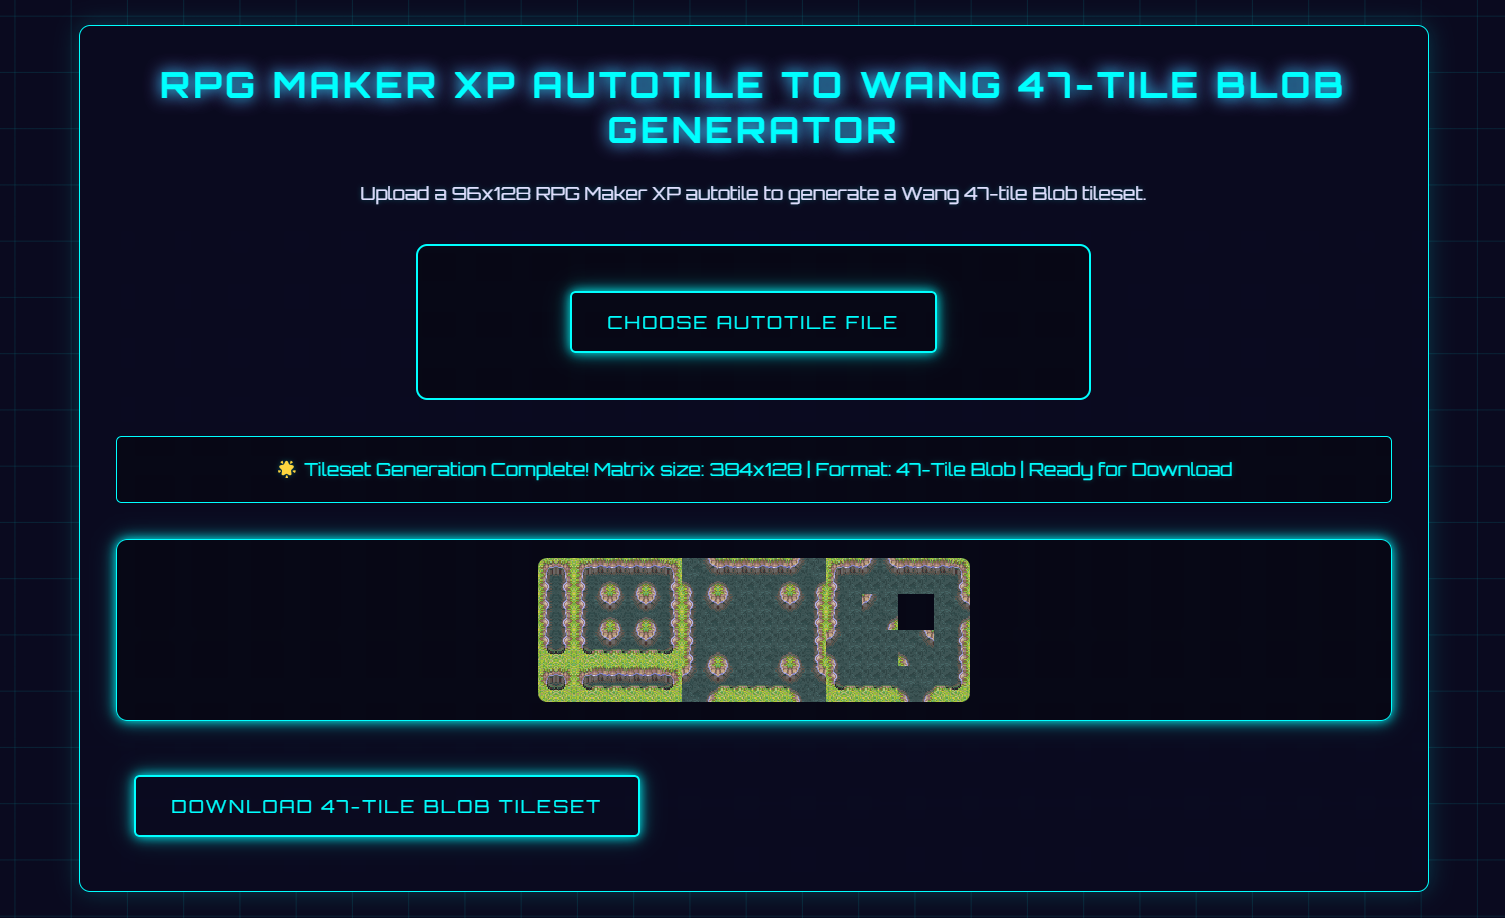 RPG MAKER XP AUTOTILE TO WANG 47-TILE BLOB
GENERATOR
Upload a 96x128 RPG Maker XP autotile to generate a Wang 47-tile Blob tileset.
CHOOSE AUTOTILE FILE
🌟 Tileset Generation Complete! Matrix size: 384x128 | Format: 47-Tile Blob | Ready for Download
DOWNLOAD 47-TILE BLOB TILESET